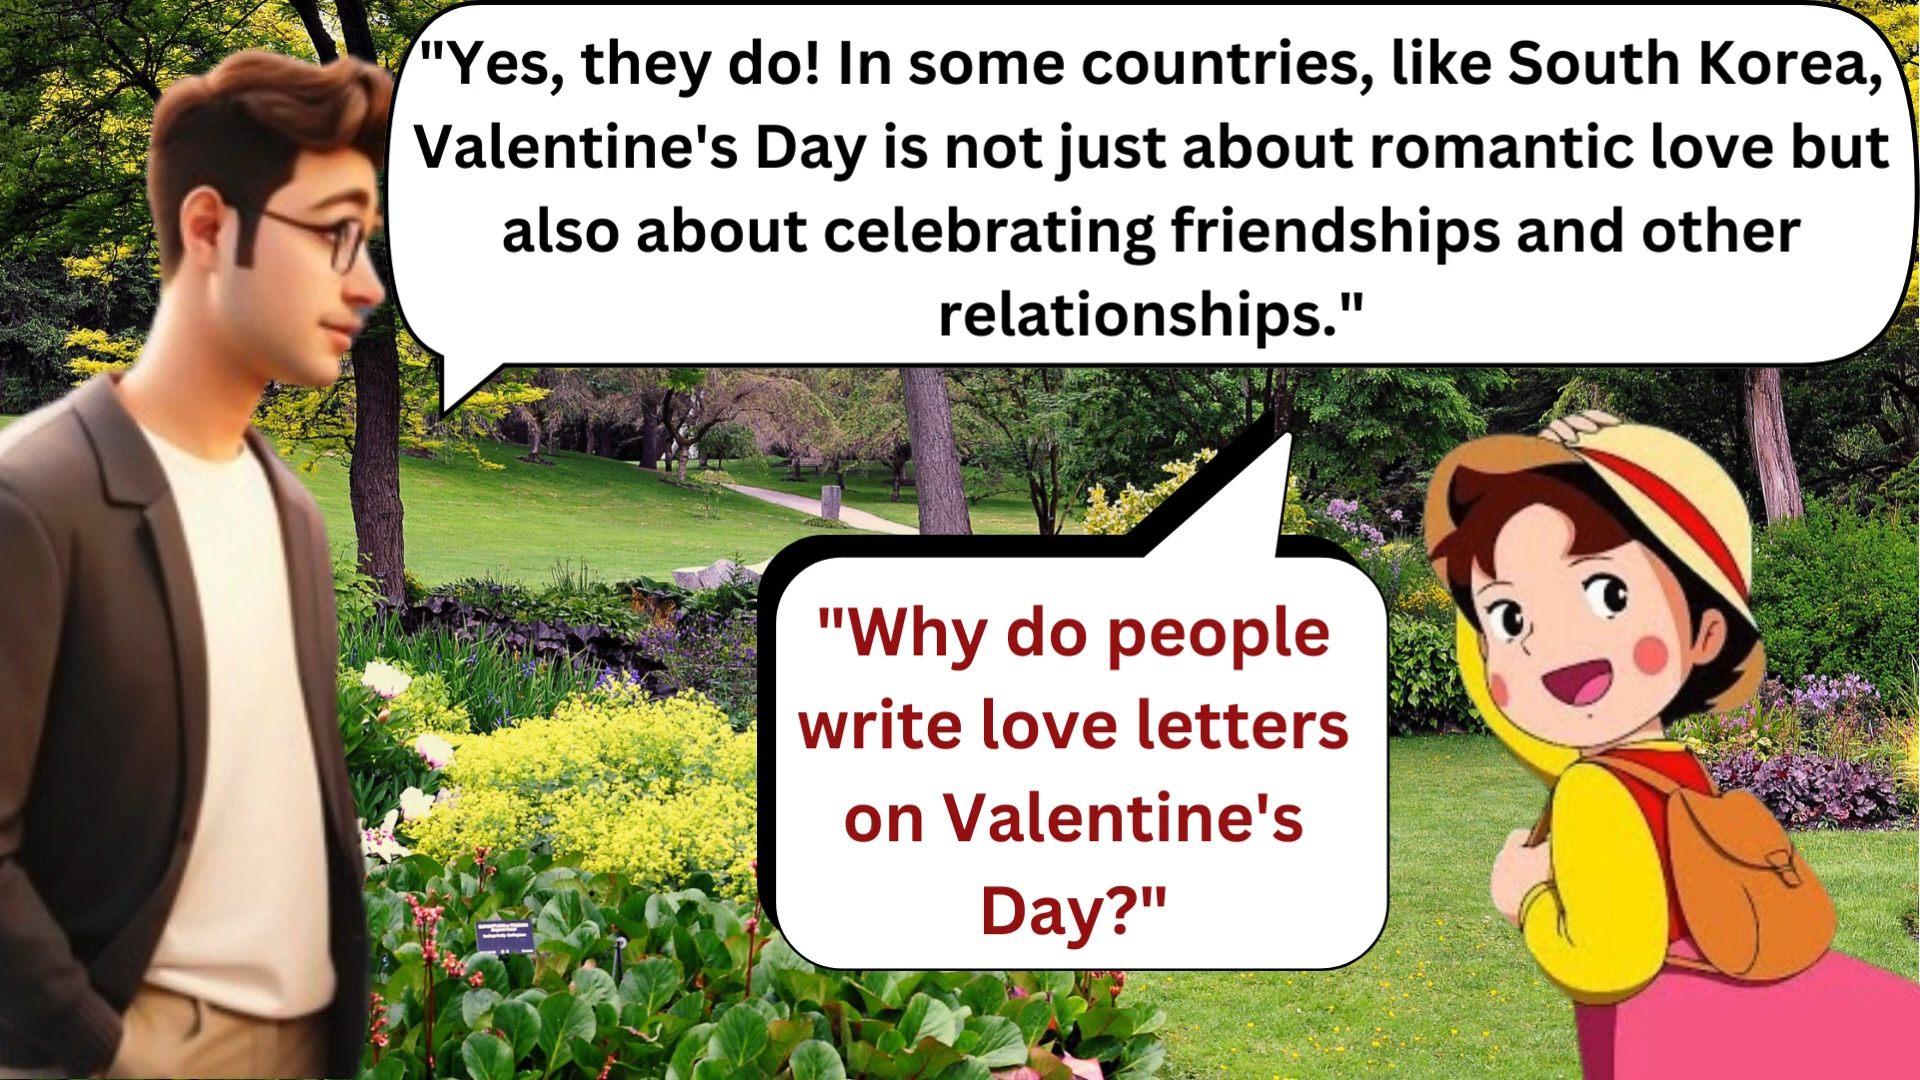 "Yes, they do! In some countries, like South Korea,
Valentine's Day is not just about romantic love but
also about celebrating friendships and other
relationships."
"Why do people
write love letters
on Valentine's
Day?"